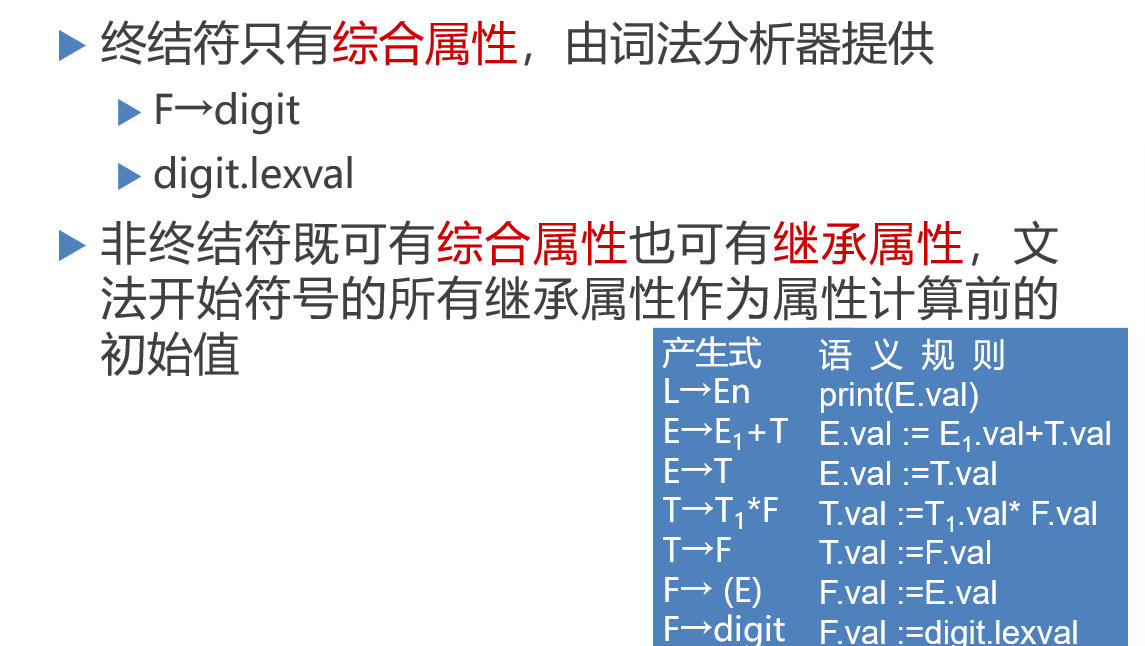 终结符只有综合属性，由词法分析器提供
F→digit
digit.lexval
非终结符既可有综合属性也可有继承属性，文
法开始符号的所有继承属性作为属性计算前的
初始值
产生式 语 义 规 则
L→En print(E.val)
E→E₁+T E.val := E₁.val+T.val
E→T E.val :=T.val
T→T₁*F T.val :=T₁.val* F.val
T→F T.val :=F.val
F→ (E) F.val :=E.val
F→digit F.val :=digit.lexval